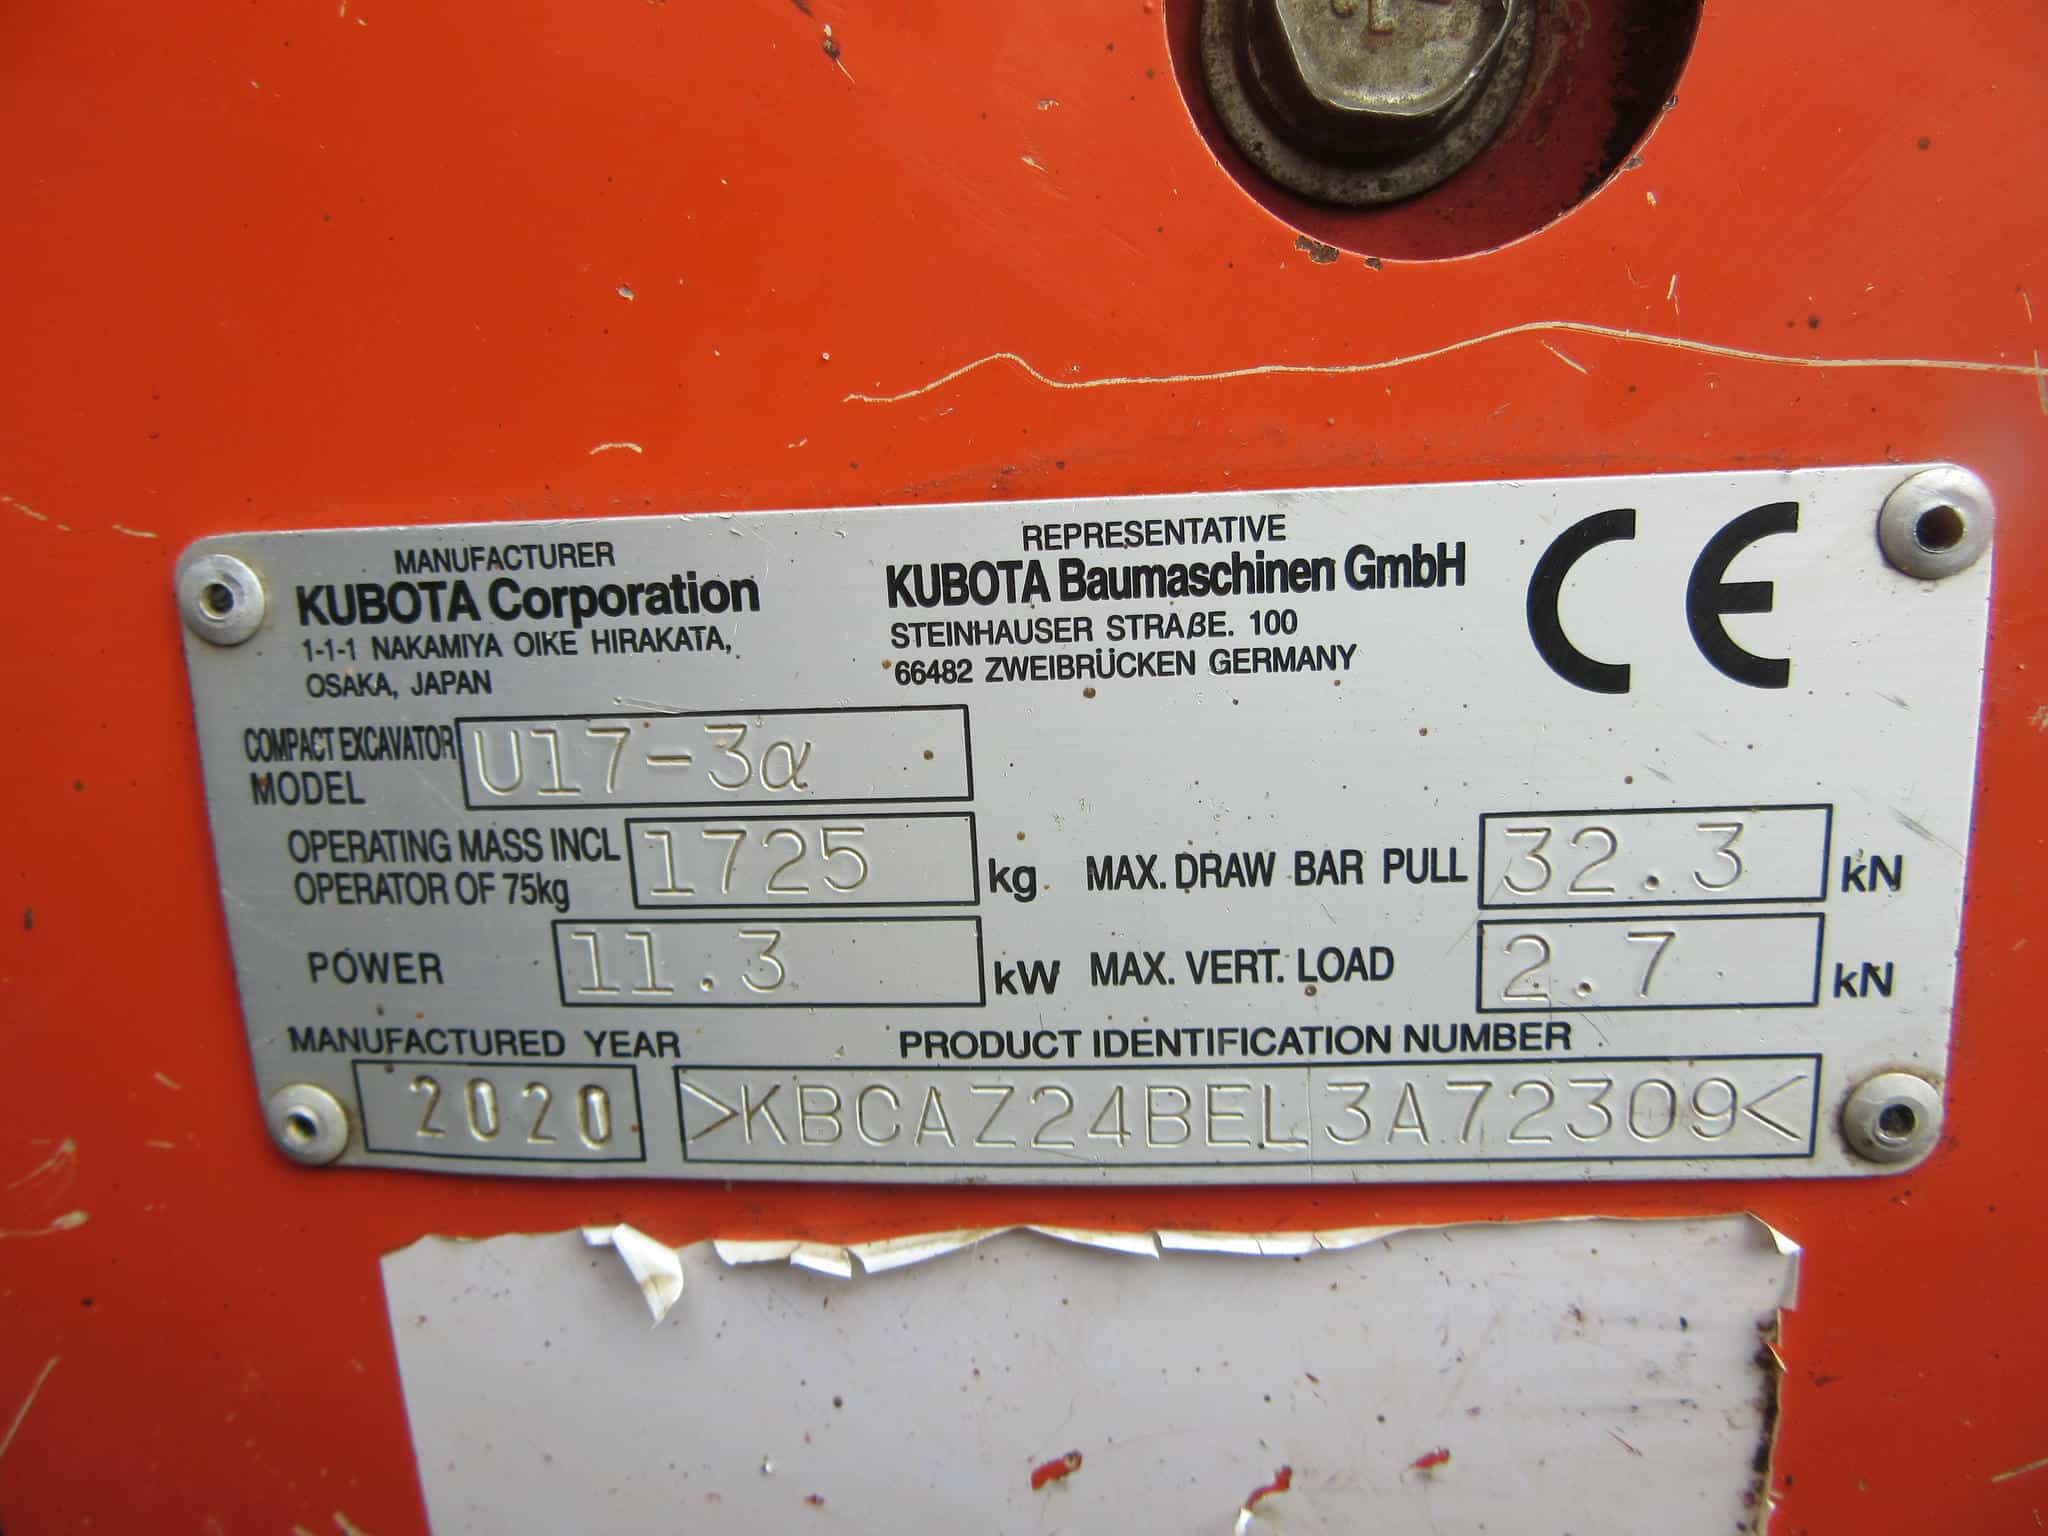 MANUFACTURER
KUBOTA Corporation
1-1-1 NAKAMIYA OIKE HIRAKATA,
OSAKA, JAPAN
REPRESENTATIVE
KUBOTA Baumaschinen GmbH
STEINHAUSER STRAßE. 100
66482 ZWEIBRÜCKEN GERMANY
CE
COMPACT EXCAVATOR
MODEL
U17-3α
OPERATING MASS INCL
OPERATOR OF 75kg
1725 kg
MAX. DRAW BAR PULL 32.3 kN
POWER 11.3 kW
MAX. VERT. LOAD 2.7 kN
MANUFACTURED YEAR
2020
PRODUCT IDENTIFICATION NUMBER
>KBCAZ24BEL3A72309<